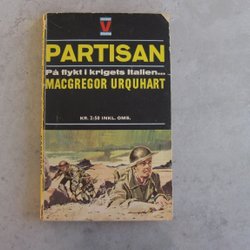 V
PARTISAN
På flykt i krigets Italien...
MACGREGOR URQUHART
KR. 2:50 INKL. OMS.